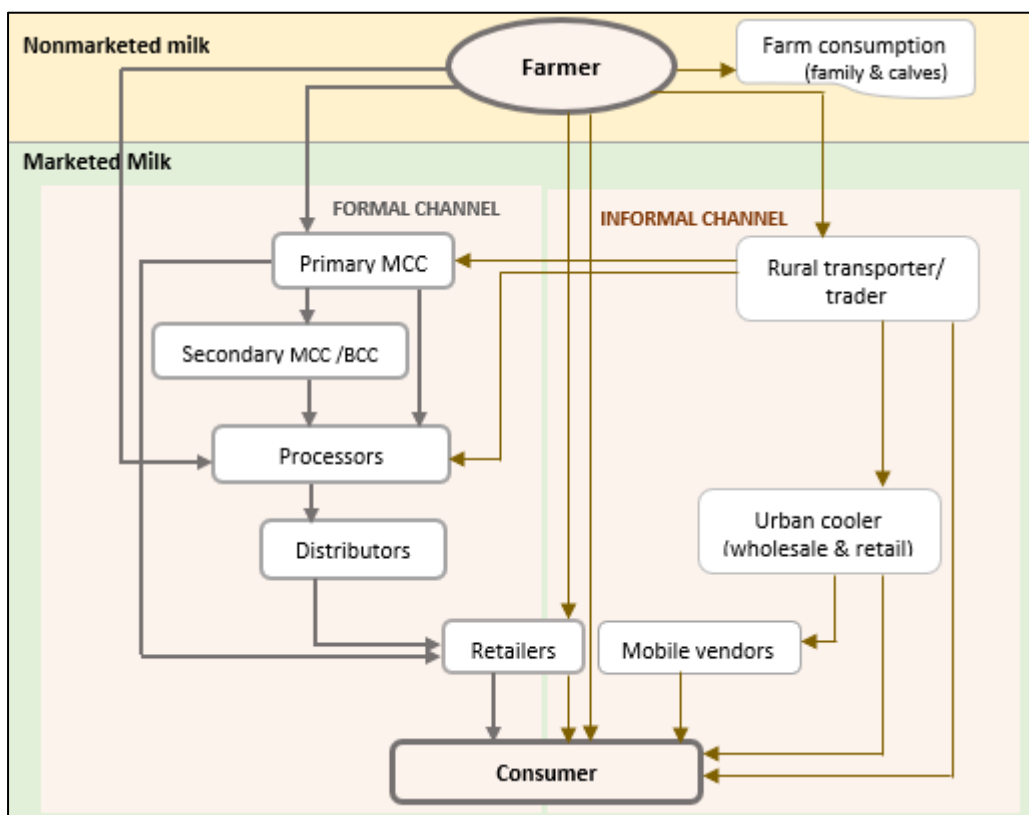 Nonmarketed milk
Farmer
Farm consumption
(family & calves)
Marketed Milk
FORMAL CHANNEL
INFORMAL CHANNEL
Primary MCC
Rural transporter/
trader
Secondary MCC /BCC
Processors
Urban cooler
(wholesale & retail)
Distributors
Retailers
Mobile vendors
Consumer